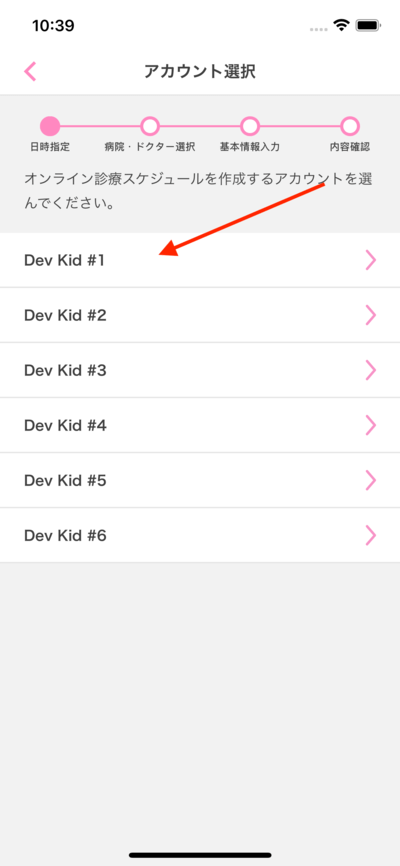 10:39
アカウント選択
日時指定
病院・ドクター選択
基本情報入力
内容確認
オンライン診療スケジュールを作成するアカウントを選
んでください。
Dev Kid #1
Dev Kid #2
Dev Kid #3
Dev Kid #4
Dev Kid #5
Dev Kid #6